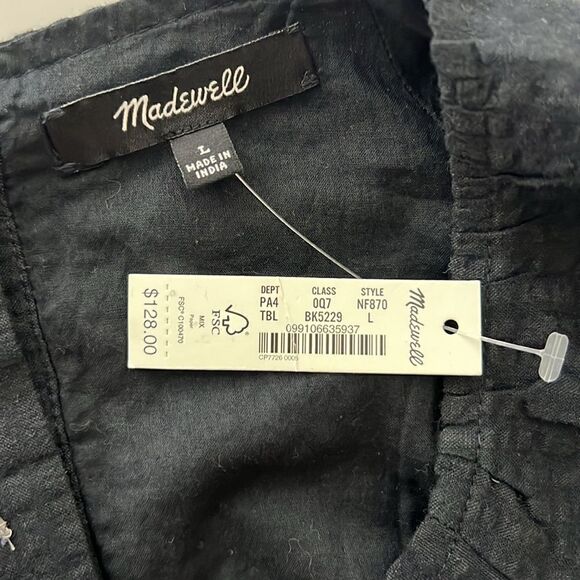 Madewell
L
MADE IN
INDIA
DEPT CLASS STYLE
PA4 0Q7 NF870
TBL BK5229 L
099106635937
CP7726 0005
Madewell
$128.00
FSC® C100470
MIX
Paper
FSC